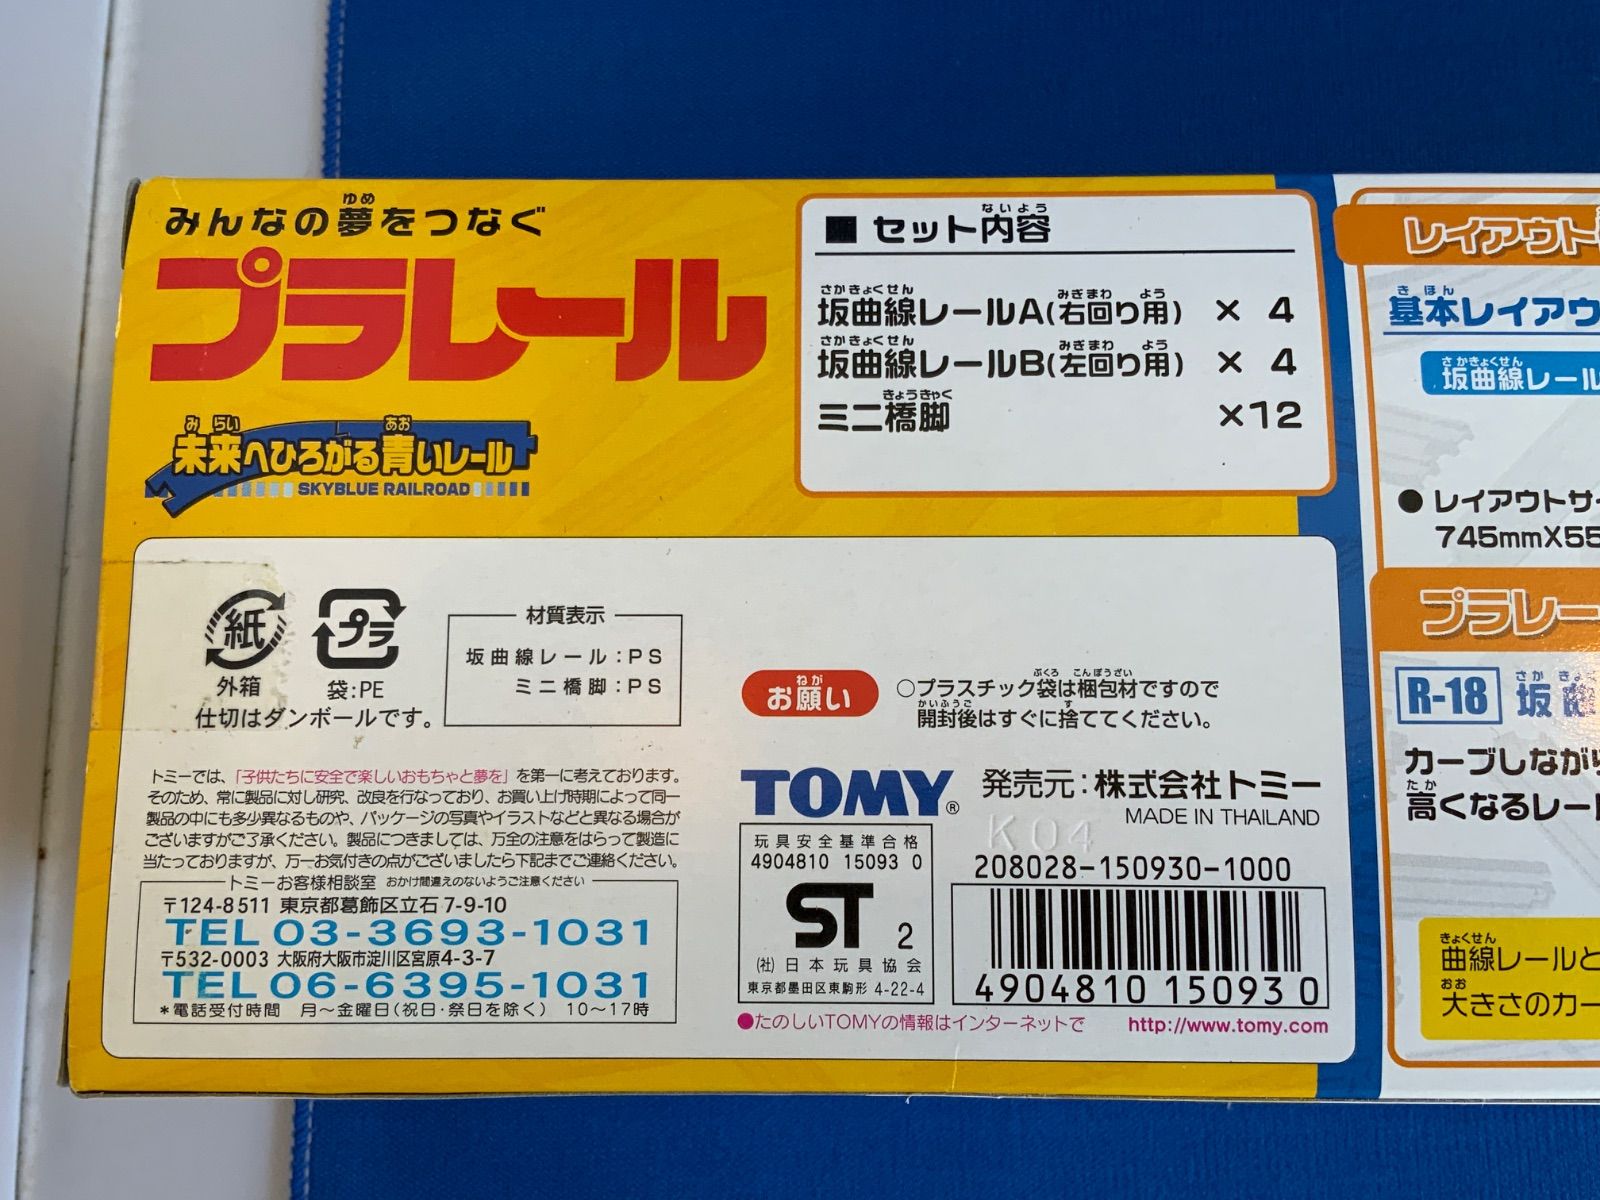 みんなの夢をつなぐ
プラレール
未来へひろがる青いレール
SKYBLUE RAILROAD
■ セット内容
坂曲線レールA(右回り用) × 4
坂曲線レールB(左回り用) × 4
ミニ橋脚 ×12
紙
外箱
プラ
袋:PE
仕切はダンボールです。
材質表示
坂曲線レール:PS
ミニ橋脚:PS
お願い
○プラスチック袋は梱包材ですので
開封後はすぐに捨ててください。
トミーでは、「子供たちに安全で楽しいおもちゃと夢を」を第一に考えております。
そのため、常に製品に対し研究、改良を行なっており、お買い上げ時期によって同一
製品の中にも多少異なるものや、パッケージの写真やイラストなどと異なる場合が
ございますがご了承ください。製品につきましては、万全の注意をはらって製造に
当たっておりますが、万一お気付きの点がございましたら下記までご連絡ください。
トミーお客様相談室 おかけ間違えのないようご注意ください
〒124-8511 東京都葛飾区立石7-9-10
TEL 03-3693-1031
〒532-0003 大阪府大阪市淀川区宮原4-3-7
TEL 06-6395-1031
*電話受付時間 月〜金曜日(祝日・祭日を除く) 10〜17時
TOMY®
発売元:株式会社トミー
MADE IN THAILAND
K04
玩具安全基準合格
4904810 15093 0
ST 2
(社)日本玩具協会
東京都墨田区東駒形 4-22-4
208028-150930-1000
4904810 150930
●たのしいTOMYの情報はインターネットで http://www.tomy.com
レイアウト
基本レイアウ
坂曲線レール
●レイアウトサ
745mmX55
プラレー
R-18 坂曲
カーブしながら
高くなるレー
曲線レールと
大きさのカー